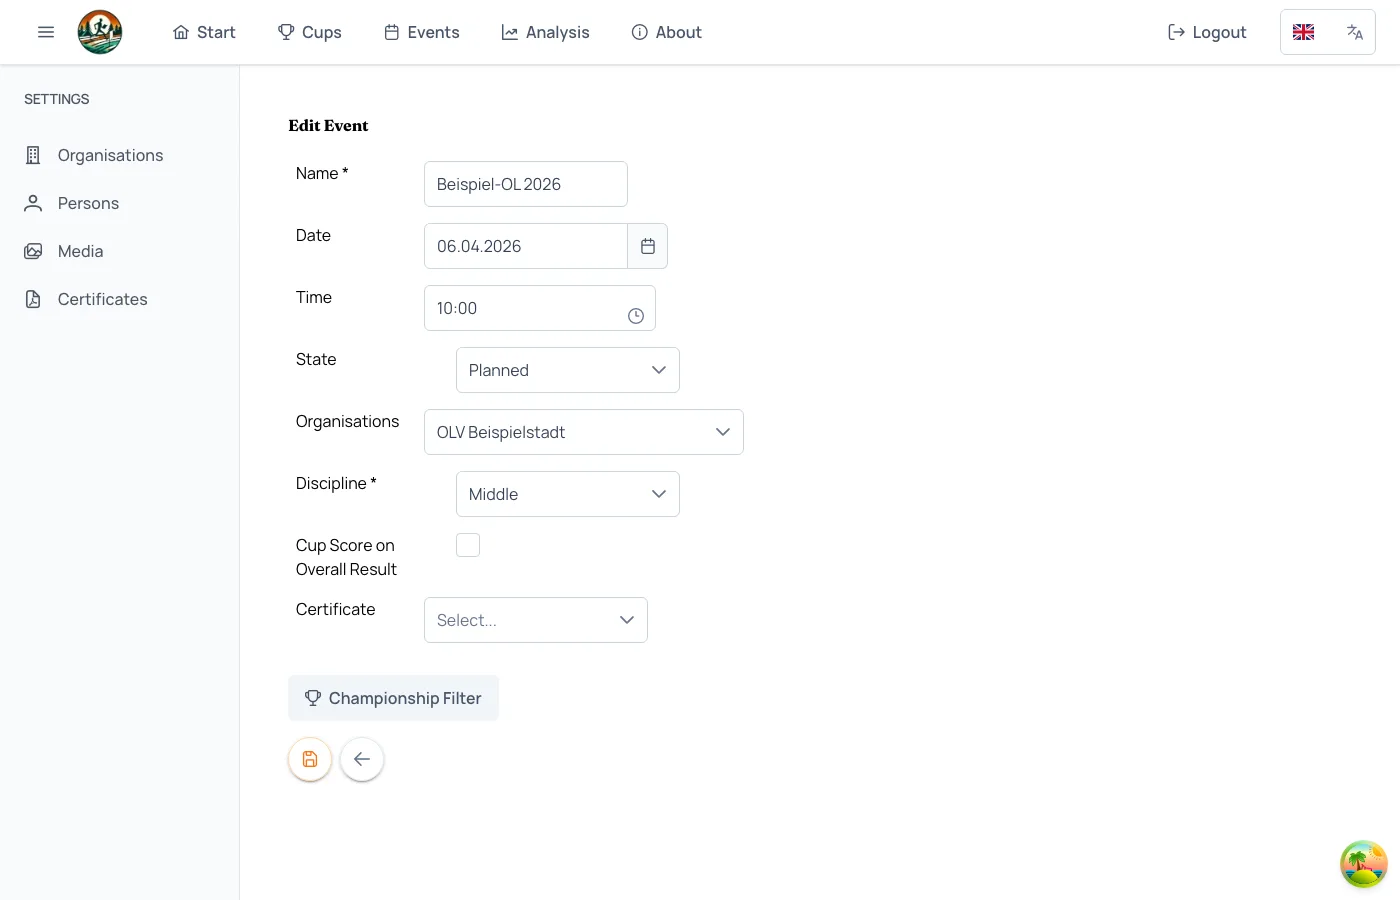 Start
Cups
Events
Analysis
About
Logout
SETTINGS
Organisations
Persons
Media
Certificates
Edit Event
Name *
Beispiel-OL 2026
Date
06.04.2026
Time
10:00
State
Planned
Organisations
OLV Beispielstadt
Discipline *
Middle
Cup Score on
Overall Result
Certificate
Select...
Championship Filter